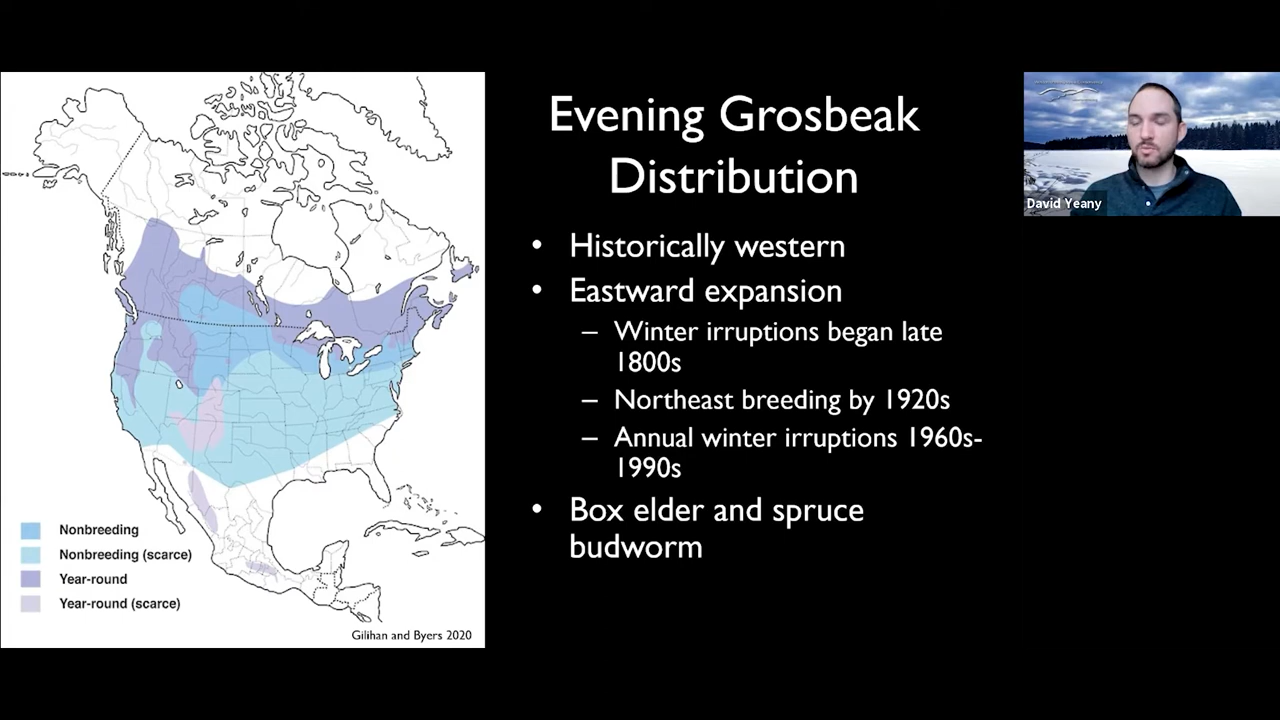 Evening Grosbeak
Distribution
• Historically western
• Eastward expansion
– Winter irruptions began late
1800s
– Northeast breeding by 1920s
– Annual winter irruptions 1960s-
1990s
• Box elder and spruce
budworm
Nonbreeding
Nonbreeding (scarce)
Year-round
Year-round (scarce)
Gilihan and Byers 2020
David Yeany